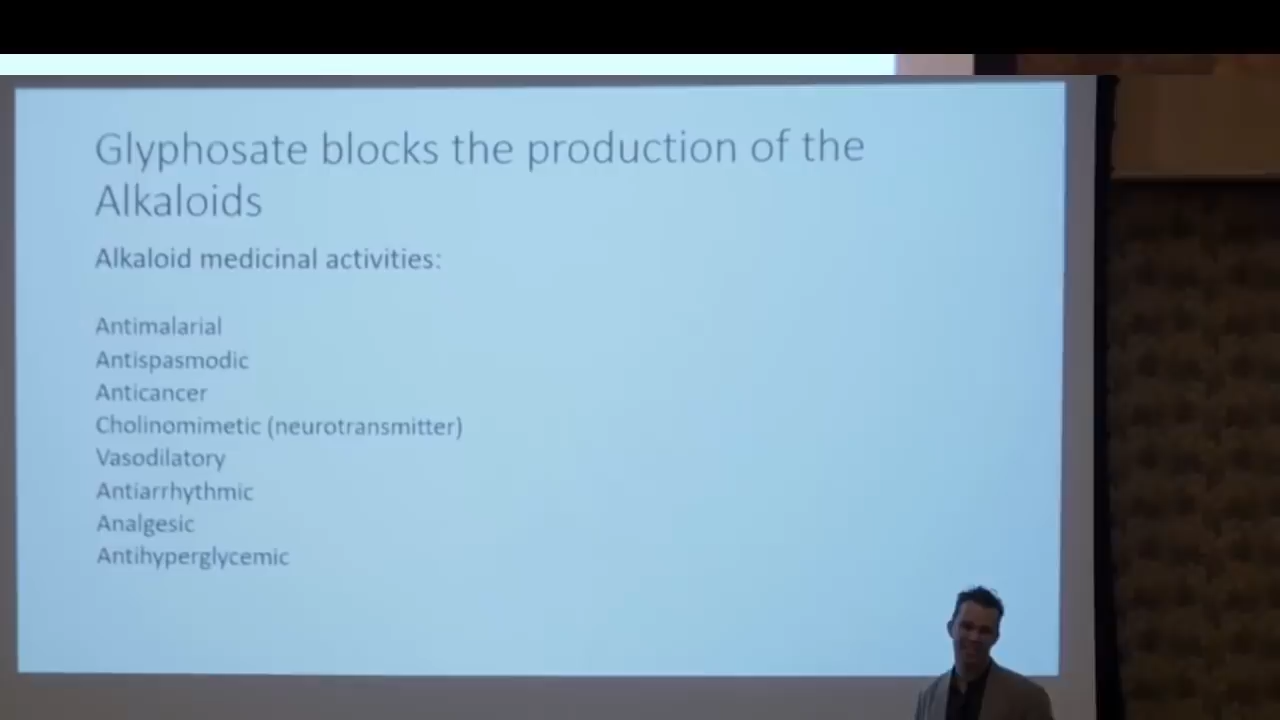 Glyphosate blocks the production of the
Alkaloids
Alkaloid medicinal activities:
Antimalarial
Antispasmodic
Anticancer
Cholinomimetic (neurotransmitter)
Vasodilatory
Antiarrhythmic
Analgesic
Antihyperglycemic